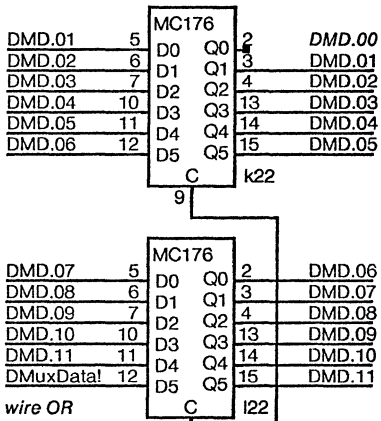 MC176
DMD.01 5 D0 Q0 2 DMD.00
DMD.02 6 D1 Q1 3 DMD.01
DMD.03 7 D2 Q2 4 DMD.02
DMD.04 10 D3 Q3 13 DMD.03
DMD.05 11 D4 Q4 14 DMD.04
DMD.06 12 D5 Q5 15 DMD.05
C k22
9
MC176
DMD.07 5 D0 Q0 2 DMD.06
DMD.08 6 D1 Q1 3 DMD.07
DMD.09 7 D2 Q2 4 DMD.08
DMD.10 10 D3 Q3 13 DMD.09
DMD.11 11 D4 Q4 14 DMD.10
DMuxData! 12 D5 Q5 15 DMD.11
wire OR C l22